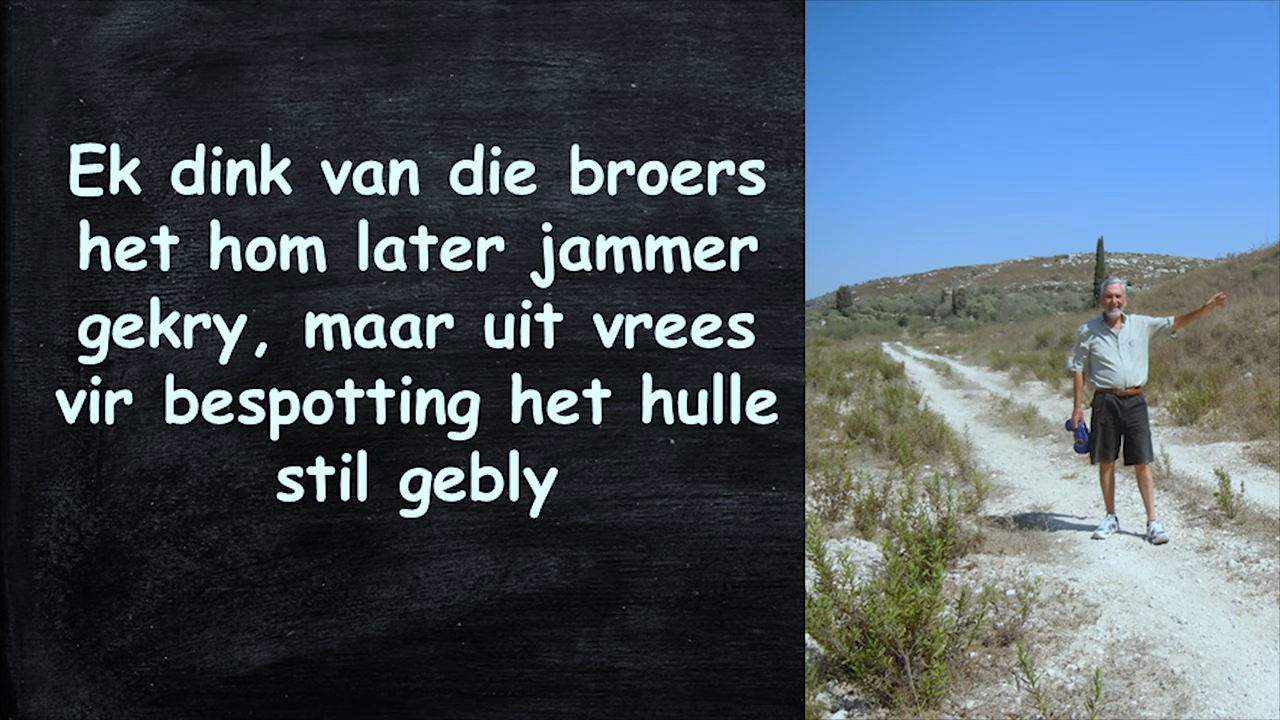 Ek dink van die broers
het hom later jammer
gekry, maar uit vrees
vir bespotting het hulle
stil gebly